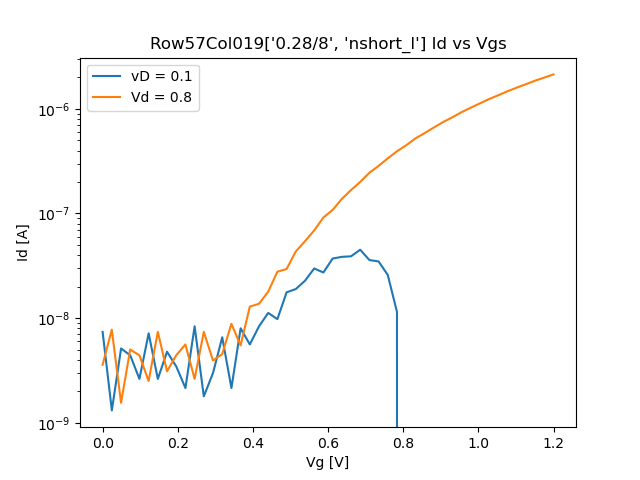 Row57Col019['0.28/8', 'nshort_l'] Id vs Vgs
vD = 0.1
Vd = 0.8
10⁻⁶
10⁻⁷
10⁻⁸
10⁻⁹
Id [A]
0.0 0.2 0.4 0.6 0.8 1.0 1.2
Vg [V]